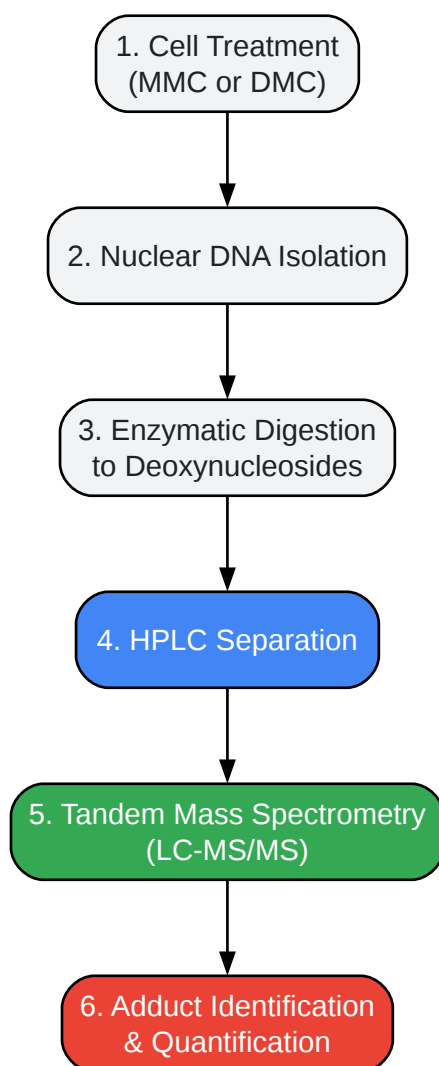 1. Cell Treatment
(MMC or DMC)
2. Nuclear DNA Isolation
3. Enzymatic Digestion
to Deoxynucleosides
4. HPLC Separation
5. Tandem Mass Spectrometry
(LC-MS/MS)
6. Adduct Identification
& Quantification